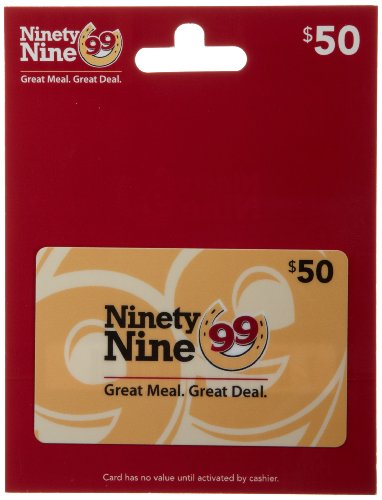 Ninety
Nine 99
Great Meal. Great Deal.
$50
$50
Ninety
Nine 99
Great Meal. Great Deal.
Card has no value until activated by cashier.